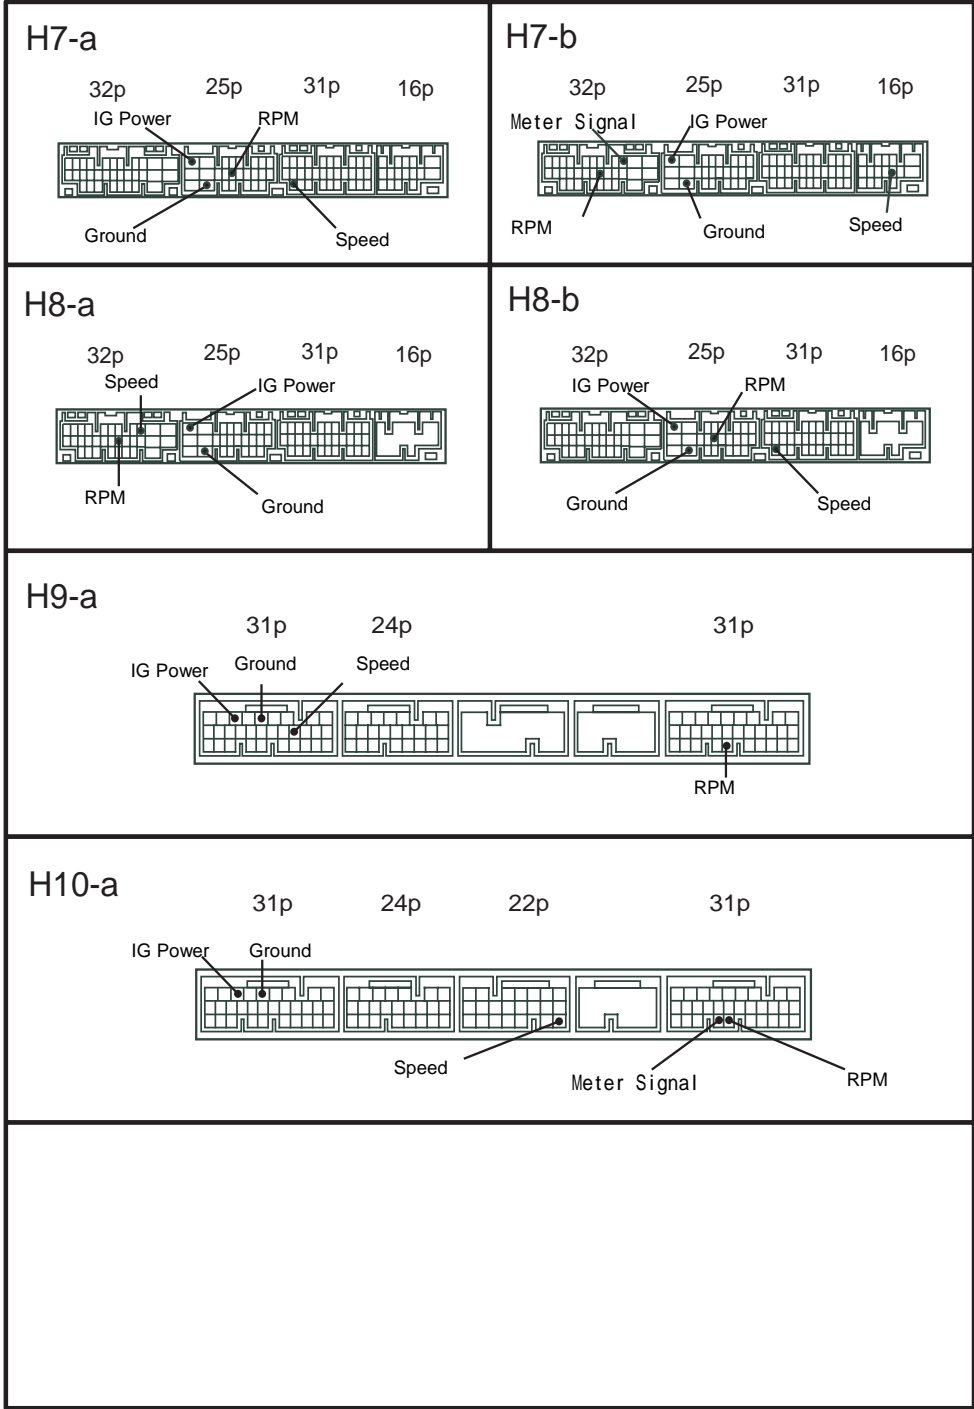 H7-a
32p 25p 31p 16p
IG Power RPM
Ground Speed
H7-b
32p 25p 31p 16p
Meter Signal IG Power
RPM Ground Speed
H8-a
32p 25p 31p 16p
Speed IG Power
RPM Ground
H8-b
32p 25p 31p 16p
IG Power RPM
Ground Speed
H9-a
31p 24p 31p
IG Power Ground Speed
RPM
H10-a
31p 24p 22p 31p
IG Power Ground
Speed Meter Signal RPM